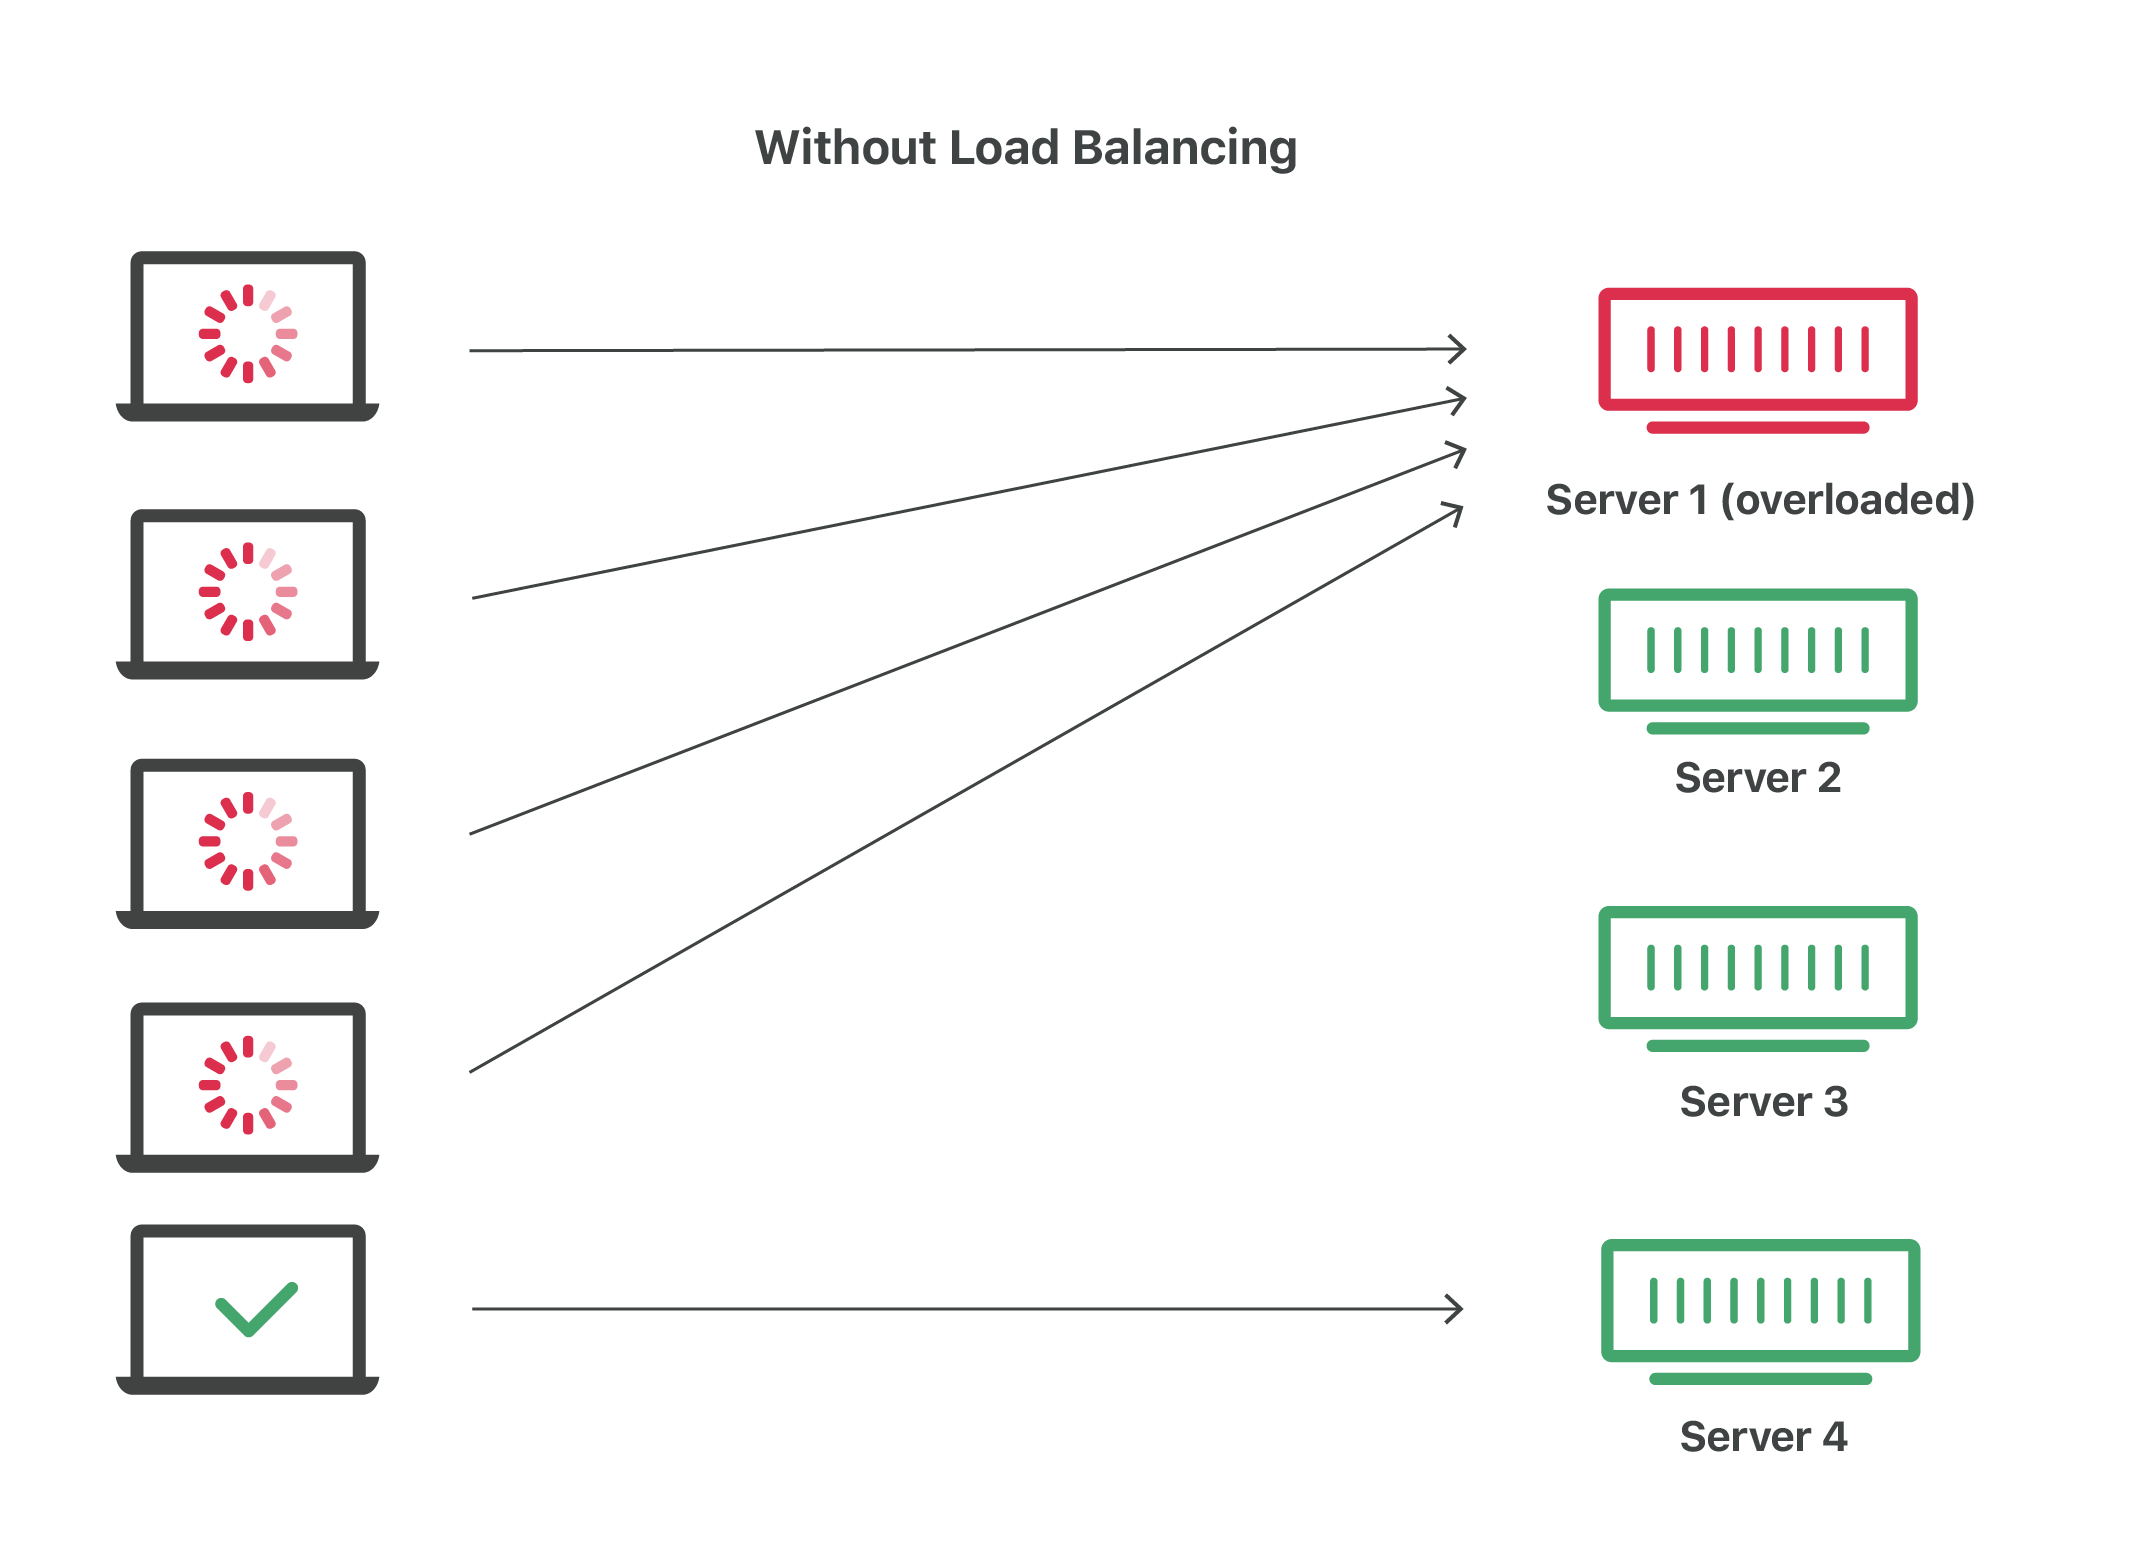 Without Load Balancing
Server 1 (overloaded)
Server 2
Server 3
Server 4